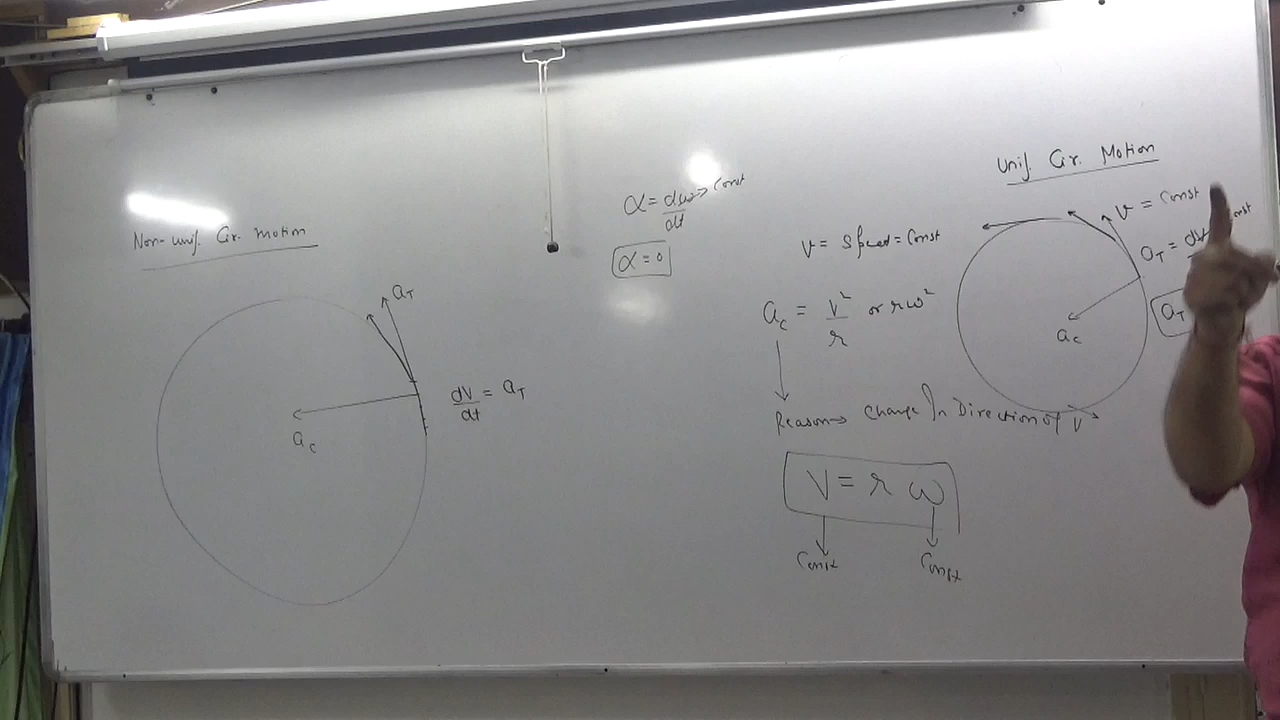 Non-unif. Cir. motion
a_T
dV/dt = a_T
a_c
α = dω/dt → Const
α = 0
Unif. Cir. Motion
V = Speed = Const
V = Const
a_T = dv
a_c = V²/r or rω²
a_T
a_c
Reason → Change In Direction of V
V = r ω
Const Const